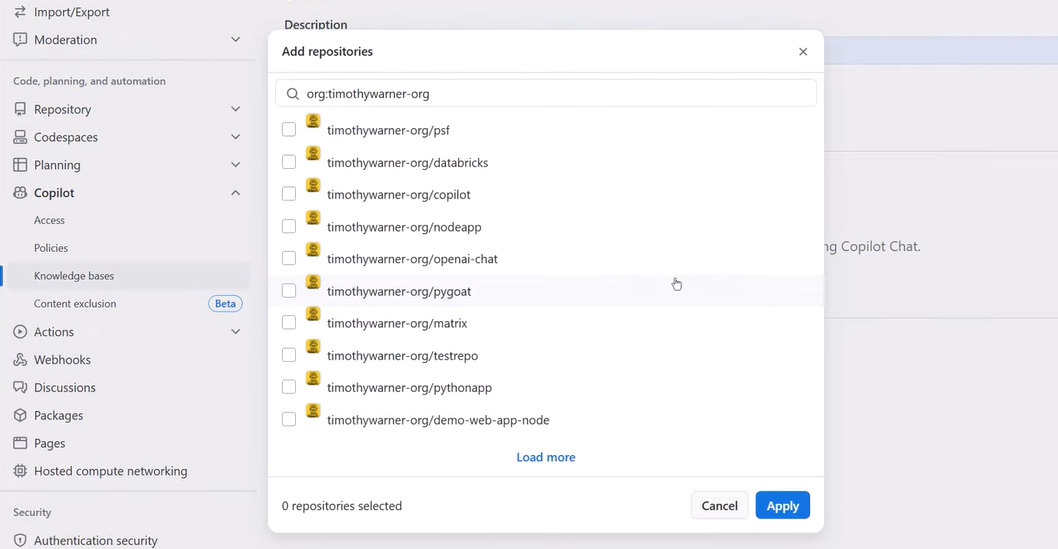 Import/Export
Moderation
Code, planning, and automation
Repository
Codespaces
Planning
Copilot
Access
Policies
Knowledge bases
Content exclusion
Beta
Actions
Webhooks
Discussions
Packages
Pages
Hosted compute networking
Security
Authentication security
Description
Add repositories
org:timothywarner-org
timothywarner-org/psf
timothywarner-org/databricks
timothywarner-org/copilot
timothywarner-org/nodeapp
timothywarner-org/openai-chat
timothywarner-org/pygoat
timothywarner-org/matrix
timothywarner-org/testrepo
timothywarner-org/pythonapp
timothywarner-org/demo-web-app-node
Load more
0 repositories selected
Cancel
Apply
ng Copilot Chat.